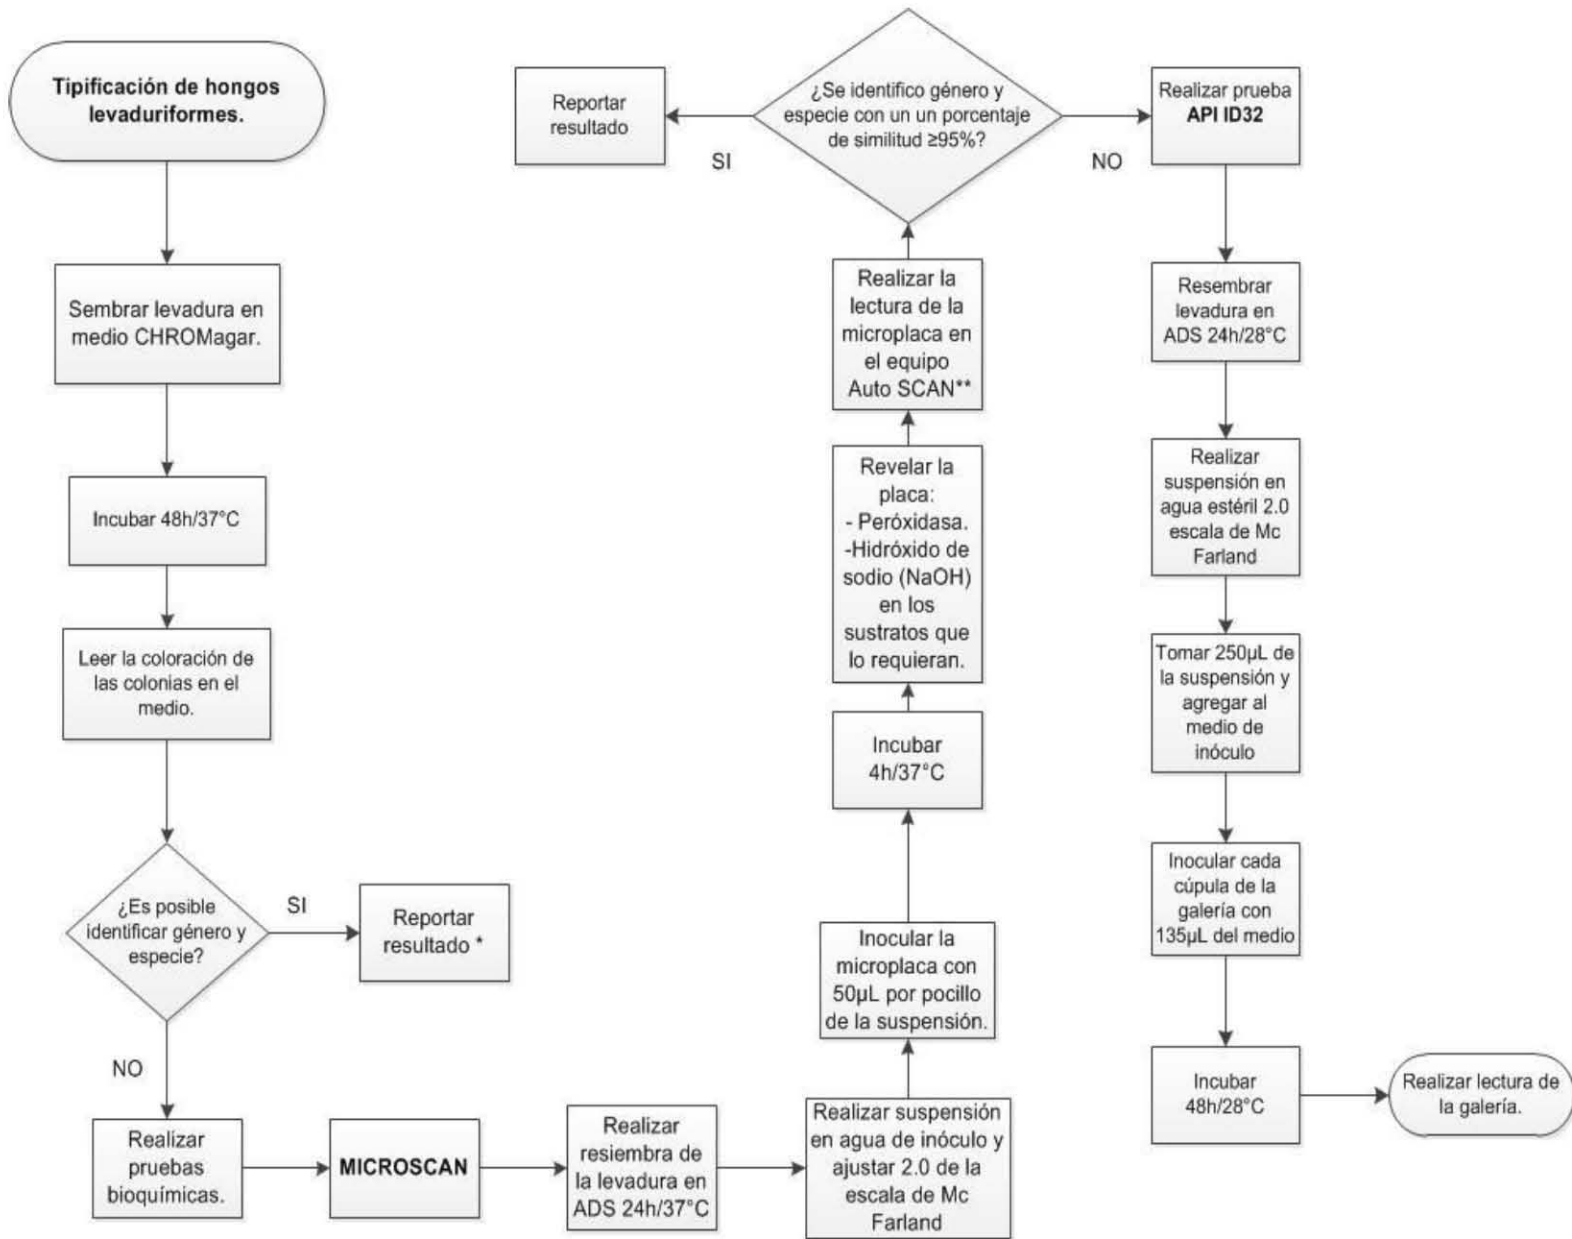 Tipificación de hongos
levaduriformes.
Sembrar levadura en
medio CHROMagar.
Incubar 48h/37°C
Leer la coloración de
las colonias en el
medio.
¿Es posible
identificar género y
especie?
SI
Reportar
resultado *
NO
Realizar
pruebas
bioquímicas.
MICROSCAN
Realizar
resiembra de
la levadura en
ADS 24h/37°C
Realizar suspensión
en agua de inóculo y
ajustar 2.0 de la
escala de Mc
Farland
Inocular la
microplaca con
50µL por pocillo
de la suspensión.
Incubar
4h/37°C
Revelar la
placa:
- Peróxidasa.
-Hidróxido de
sodio (NaOH)
en los
sustratos que
lo requieran.
Realizar la
lectura de la
microplaca en
el equipo
Auto SCAN**
¿Se identifico género y
especie con un un porcentaje
de similitud ≥95%?
SI
Reportar
resultado
NO
Realizar prueba
API ID32
Resembrar
levadura en
ADS 24h/28°C
Realizar
suspensión en
agua estéril 2.0
escala de Mc
Farland
Tomar 250µL de
la suspensión y
agregar al
medio de
inóculo
Inocular cada
cúpula de la
galería con
135µL del medio
Incubar
48h/28°C
Realizar lectura de
la galería.